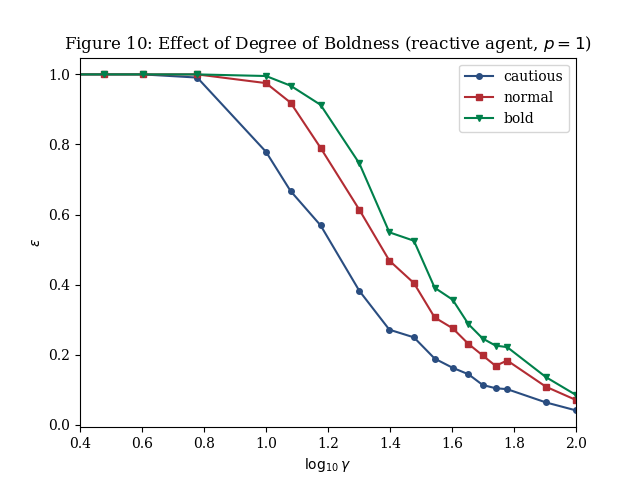 Figure 10: Effect of Degree of Boldness (reactive agent, p = 1)
1.0
0.8
0.6
0.4
0.2
0.0
ε
cautious
normal
bold
0.4 0.6 0.8 1.0 1.2 1.4 1.6 1.8 2.0
log₁₀ γ